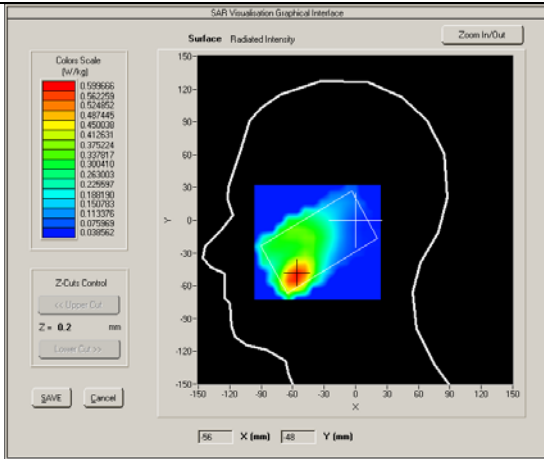 SAR Visualisation Graphical Interface
Surface Radiated Intensity
Zoom In/Out
Colors Scale
(W/kg)
0.599666
0.562259
0.524852
0.487445
0.450038
0.412631
0.375224
0.337817
0.300410
0.263003
0.225597
0.188190
0.150783
0.113376
0.075969
0.038562
Z-Cuts Control
<< Upper Cut
Z = 0.2 mm
Lower Cut >>
SAVE Cancel
150
120
90
60
30
0
-30
-60
-90
-120
-150
Y
-150 -120 -90 -60 -30 0 30 60 90 120 150
X
-56 X (mm) -48 Y (mm)